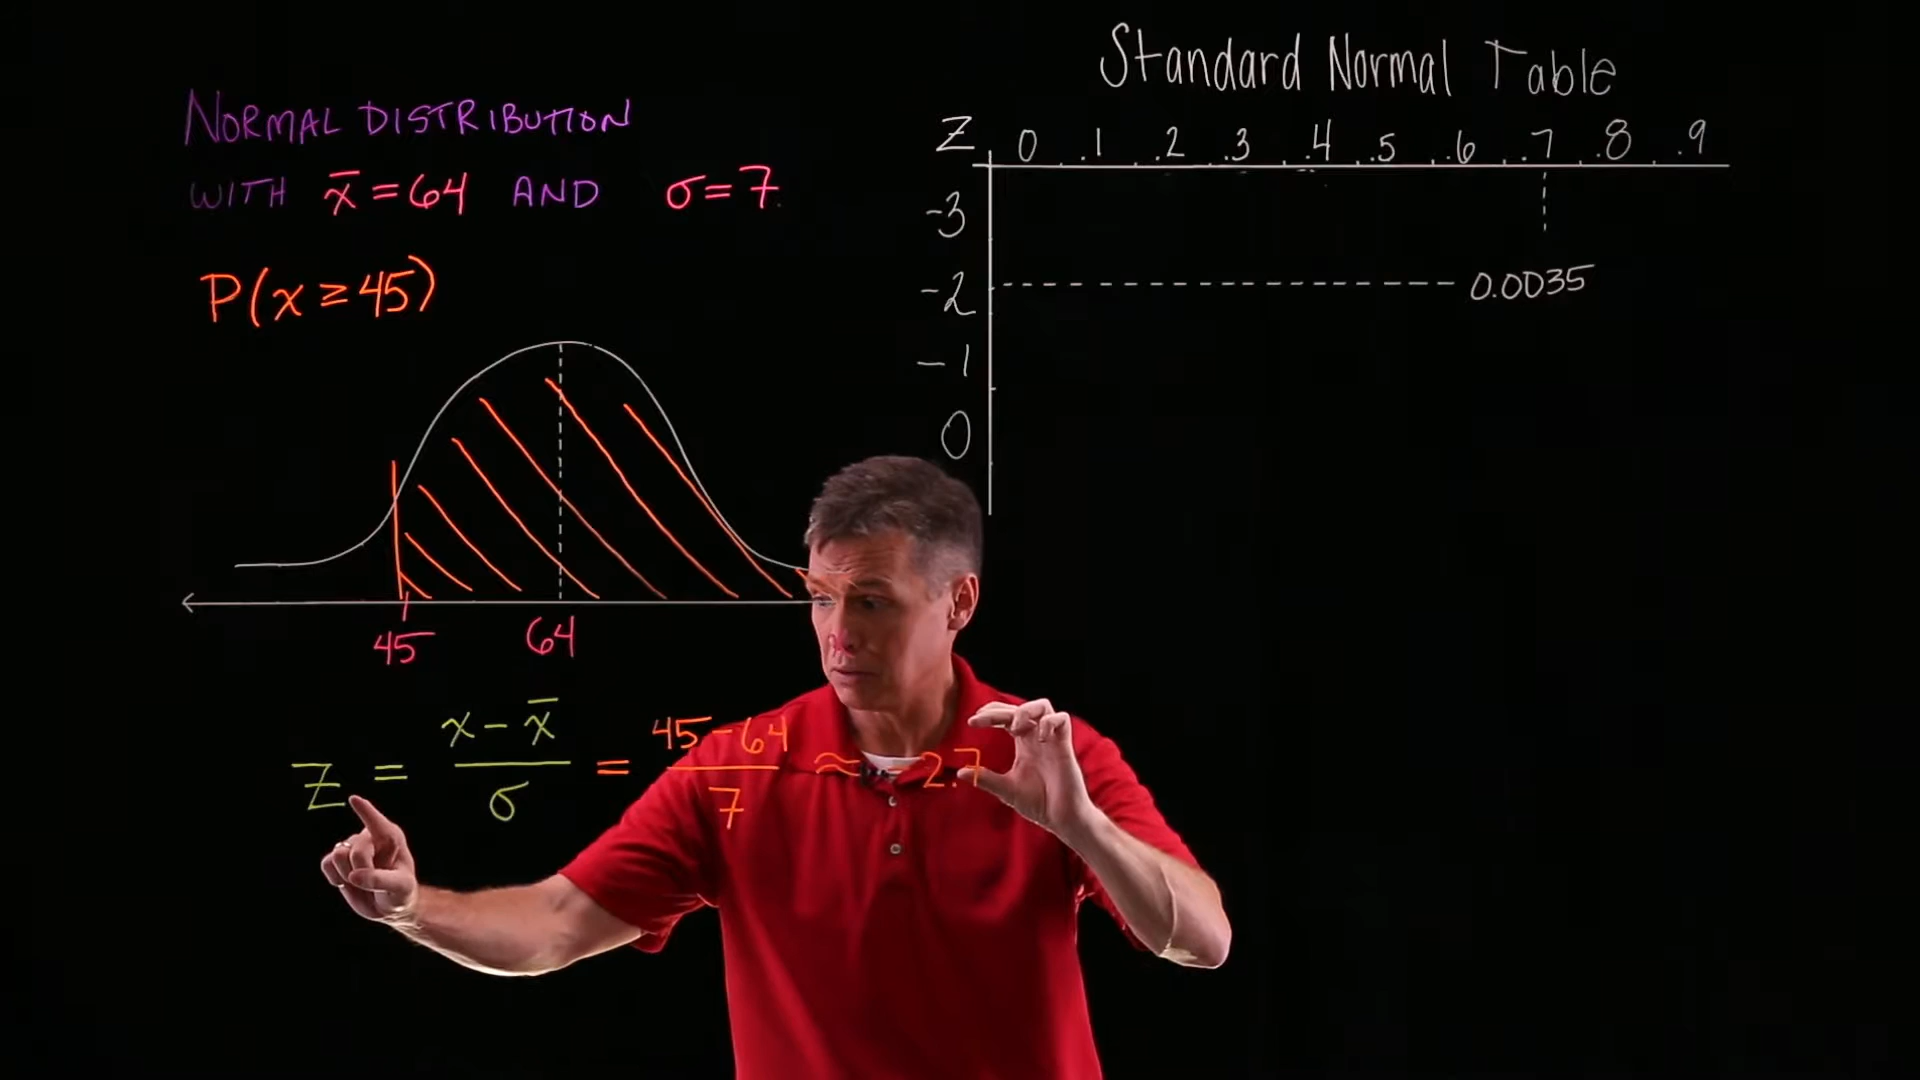 NORMAL DISTRIBUTION
WITH x̄ = 64 AND σ = 7
P(x ≥ 45)
45 64
z = (x - x̄)/σ = (45 - 64)/7 ≈ -2.7
Standard Normal Table
Z 0 .1 .2 .3 .4 .5 .6 .7 .8 .9
-3
-2 0.0035
-1
0